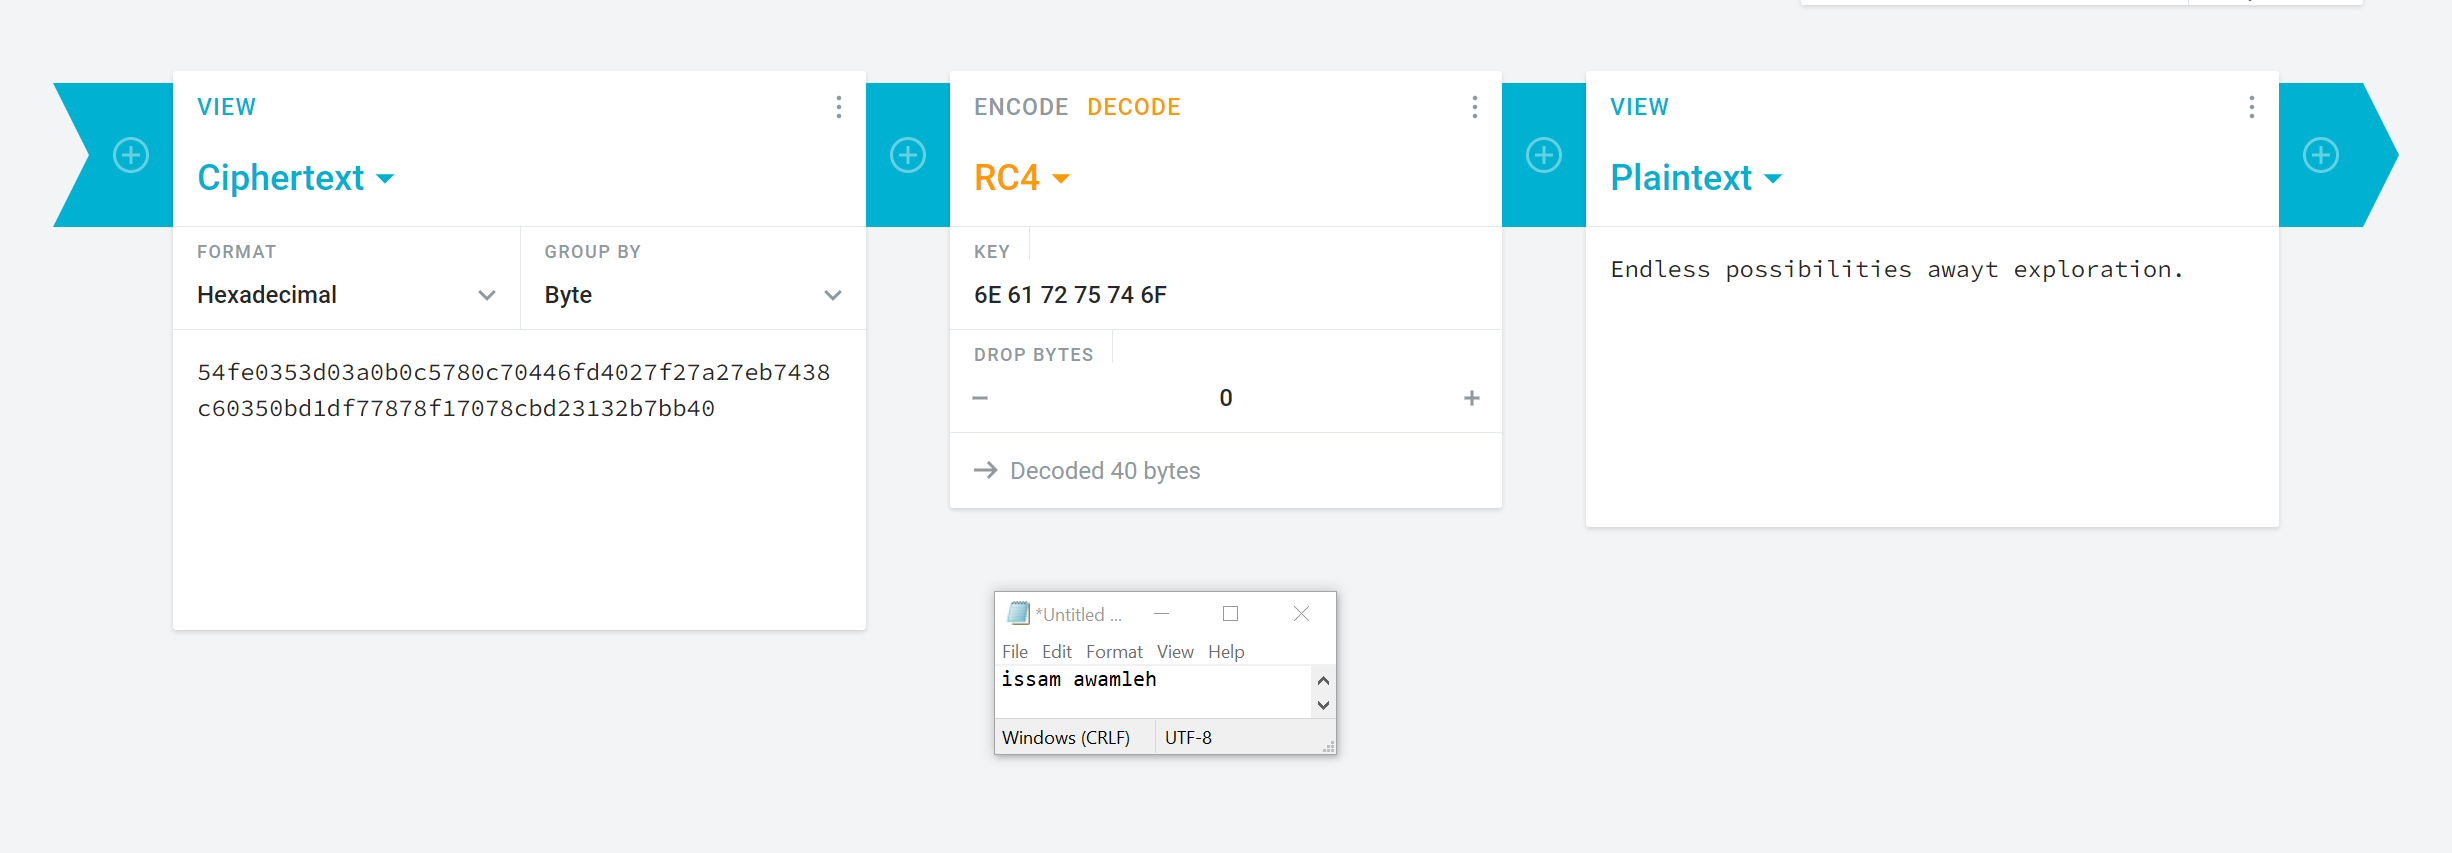 VIEW
Ciphertext
FORMAT
Hexadecimal
GROUP BY
Byte
54fe0353d03a0b0c5780c70446fd4027f27a27eb7438
c60350bd1df77878f17078cbd23132b7bb40
ENCODE DECODE
RC4
KEY
6E 61 72 75 74 6F
DROP BYTES
− 0 +
→ Decoded 40 bytes
VIEW
Plaintext
Endless possibilities awayt exploration.
*Untitled ...
File Edit Format View Help
issam awamleh
Windows (CRLF) UTF-8